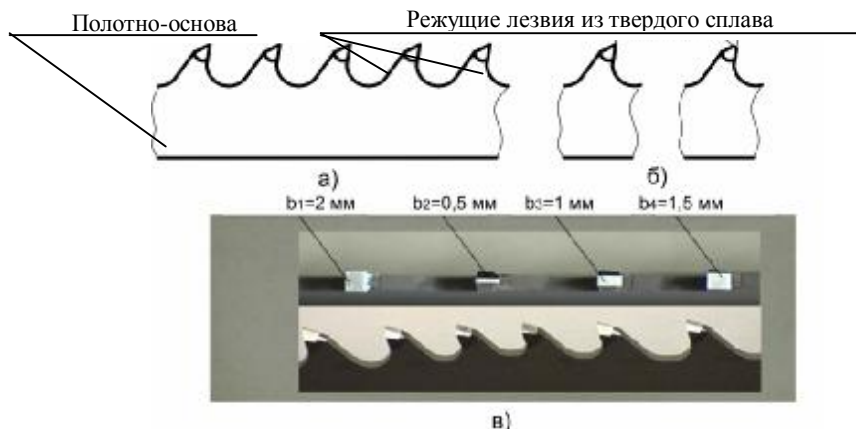 Полотно-основа
Режущие лезвия из твердого сплава
а)
б)
b1=2 мм
b2=0,5 мм
b3=1 мм
b4=1,5 мм
в)